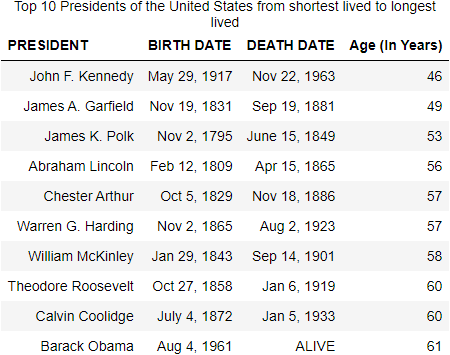 Top 10 Presidents of the United States from shortest lived to longest
lived
PRESIDENT BIRTH DATE DEATH DATE Age (In Years)
John F. Kennedy May 29, 1917 Nov 22, 1963 46
James A. Garfield Nov 19, 1831 Sep 19, 1881 49
James K. Polk Nov 2, 1795 June 15, 1849 53
Abraham Lincoln Feb 12, 1809 Apr 15, 1865 56
Chester Arthur Oct 5, 1829 Nov 18, 1886 57
Warren G. Harding Nov 2, 1865 Aug 2, 1923 57
William McKinley Jan 29, 1843 Sep 14, 1901 58
Theodore Roosevelt Oct 27, 1858 Jan 6, 1919 60
Calvin Coolidge July 4, 1872 Jan 5, 1933 60
Barack Obama Aug 4, 1961 ALIVE 61